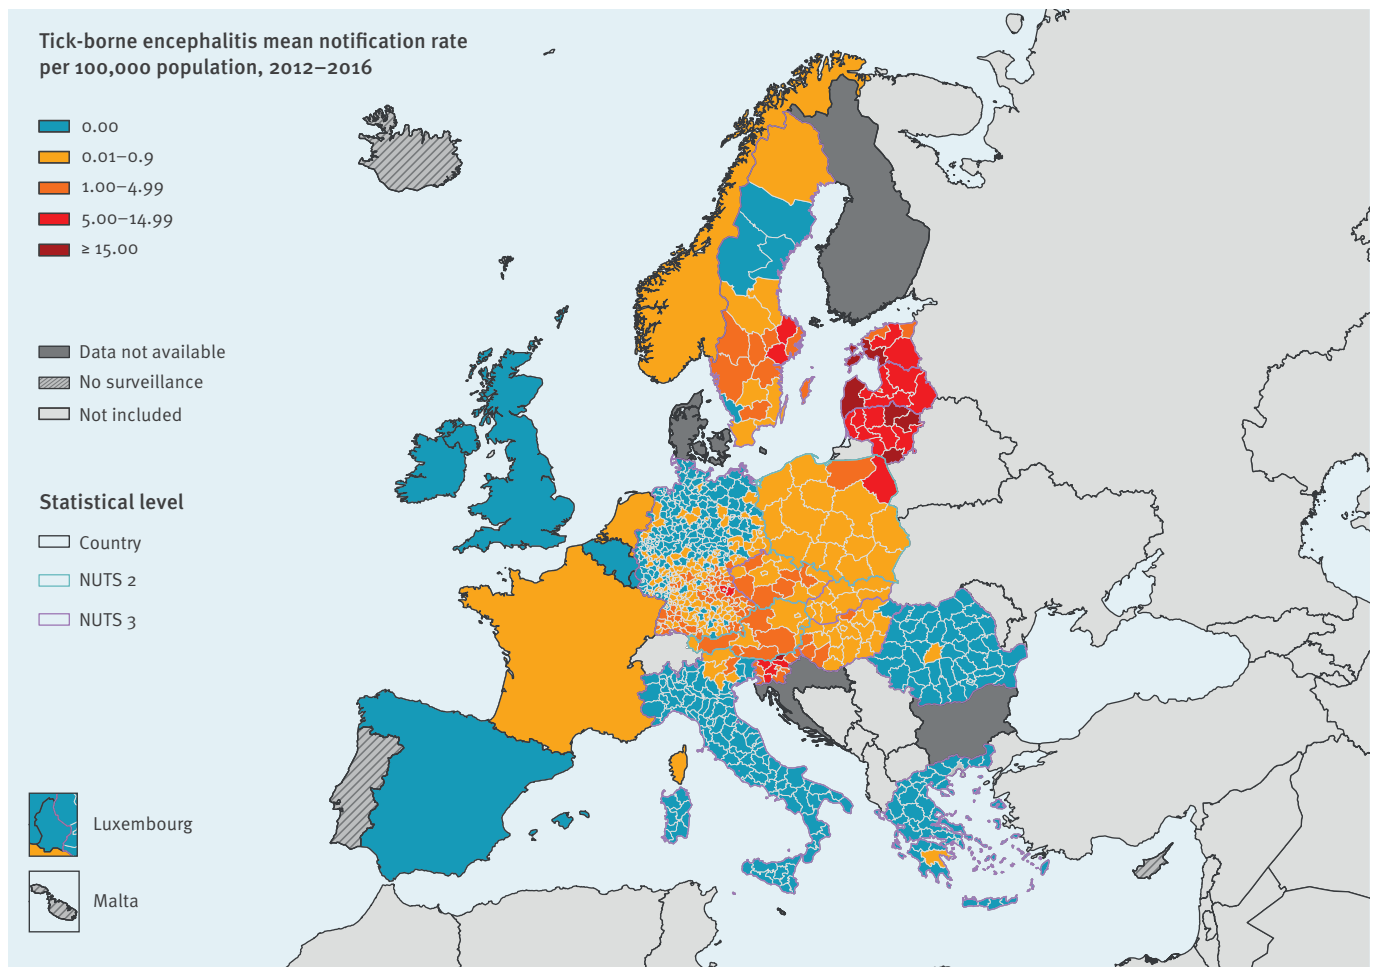 Tick-borne encephalitis mean notification rate
per 100,000 population, 2012–2016
0.00
0.01–0.9
1.00–4.99
5.00–14.99
≥ 15.00
Data not available
No surveillance
Not included
Statistical level
Country
NUTS 2
NUTS 3
Luxembourg
Malta